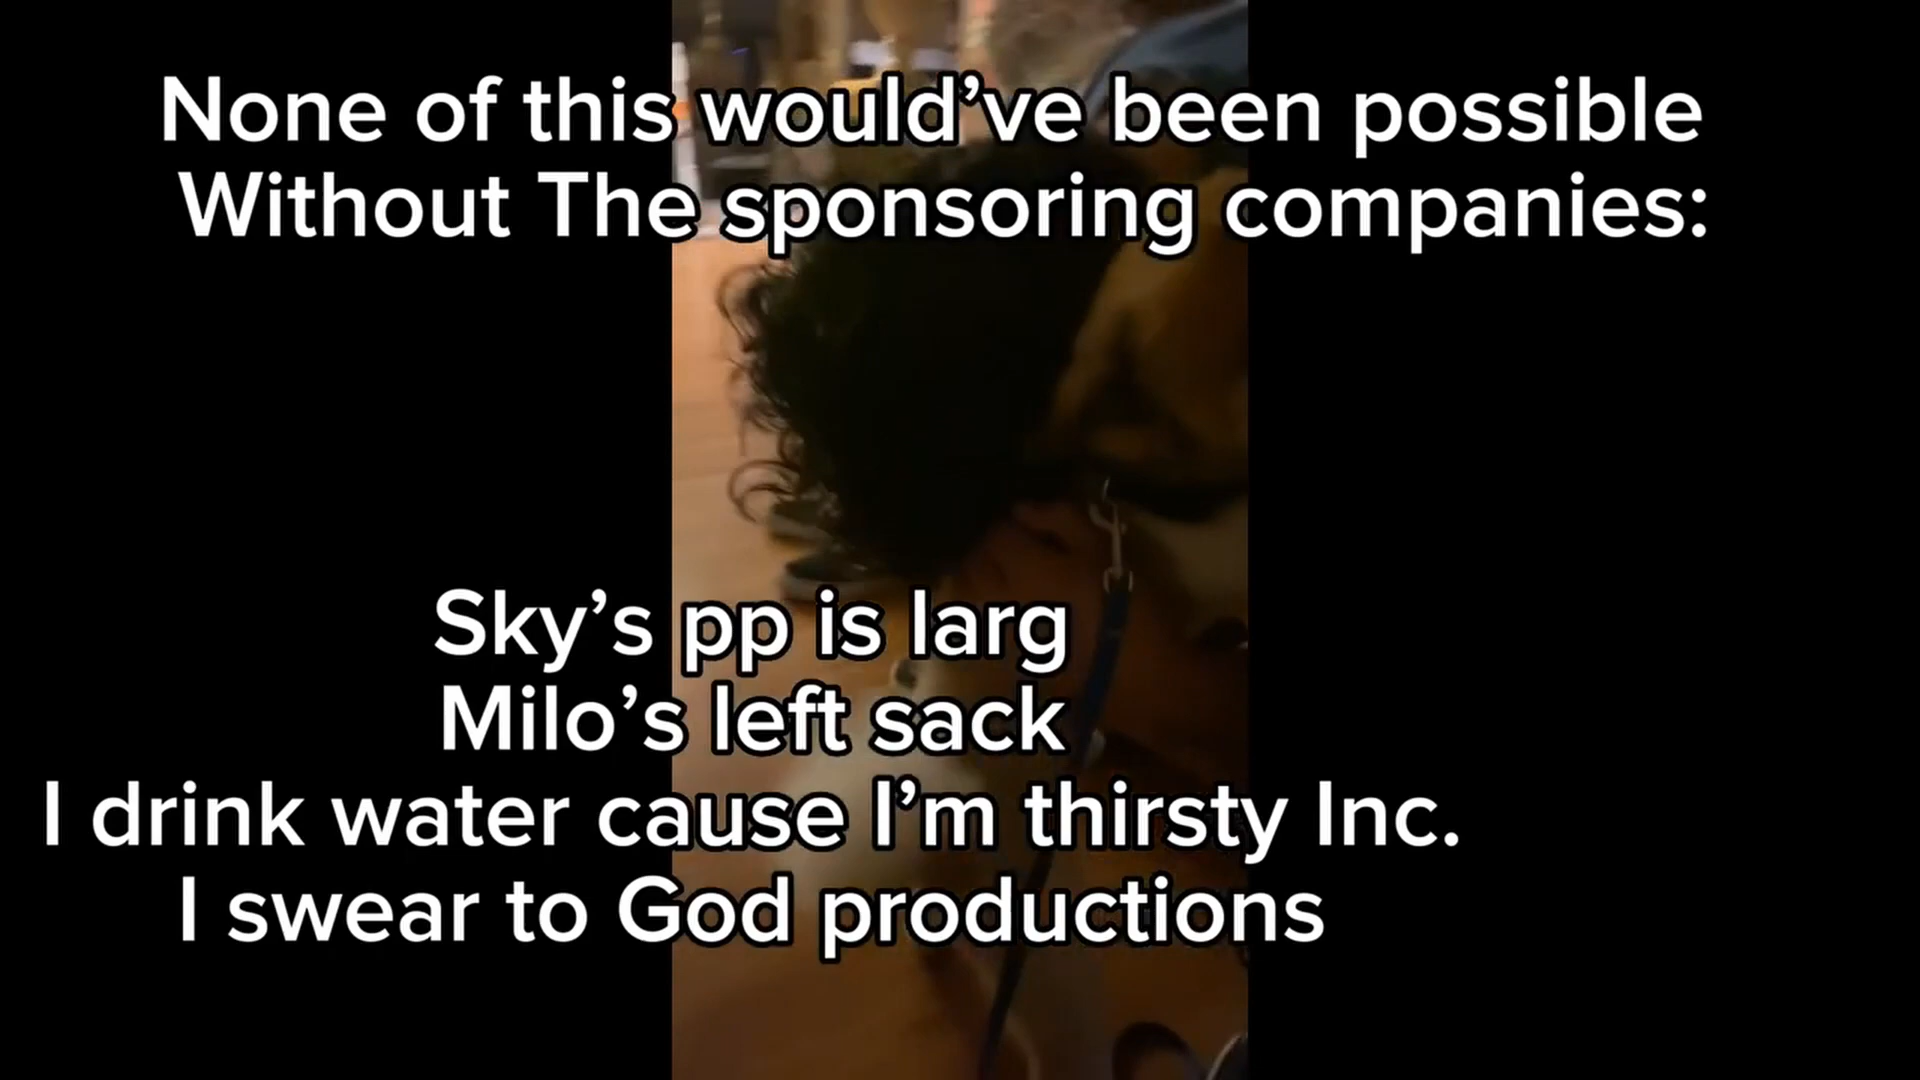 None of this would’ve been possible
Without The sponsoring companies:
Sky’s pp is larg
Milo’s left sack
I drink water cause I’m thirsty Inc.
I swear to God productions